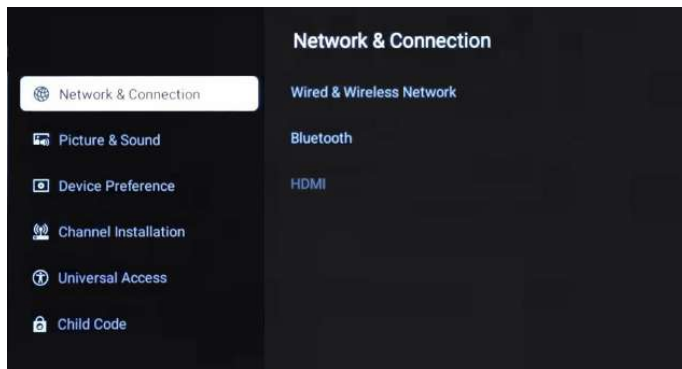 Network & Connection
Network & Connection
Wired & Wireless Network
Picture & Sound
Bluetooth
Device Preference
HDMI
Channel Installation
Universal Access
Child Code